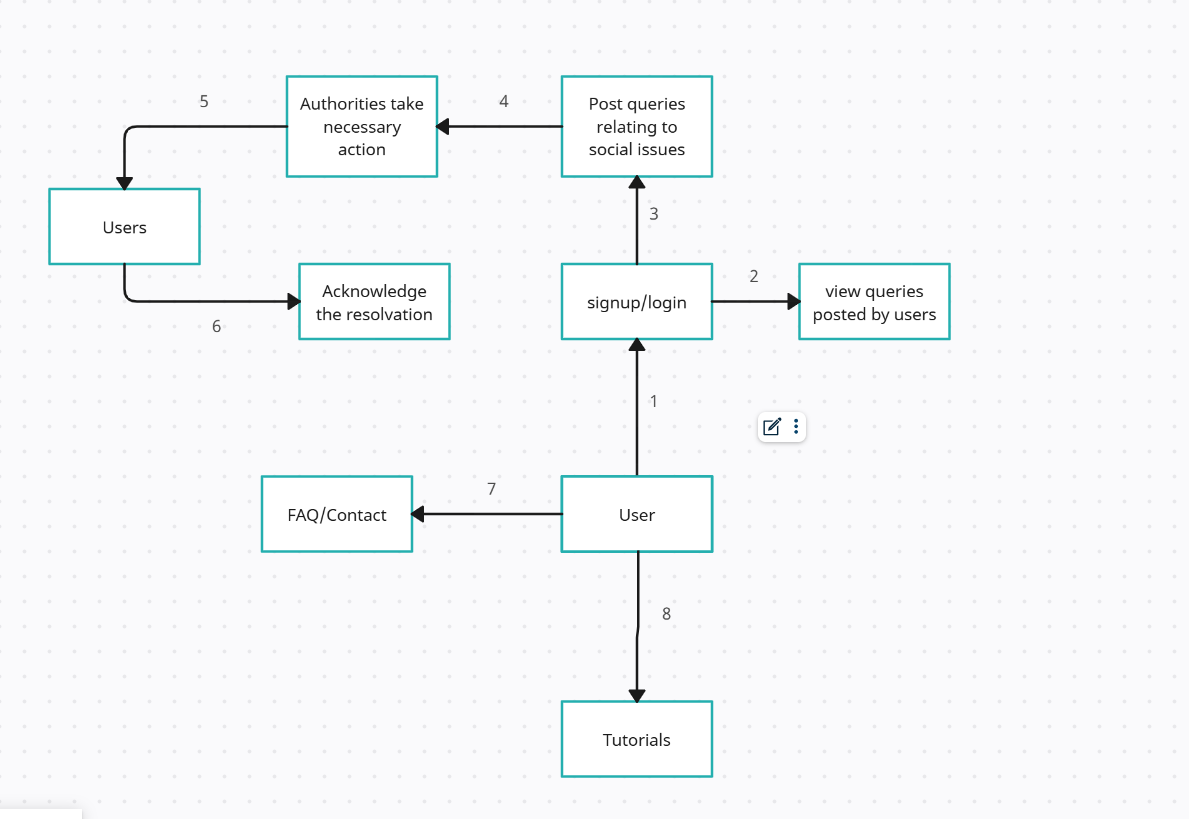 5
Authorities take
necessary
action
4
Post queries
relating to
social issues
Users
3
6
Acknowledge
the resolvation
signup/login
2
view queries
posted by users
1
FAQ/Contact
7
User
8
Tutorials